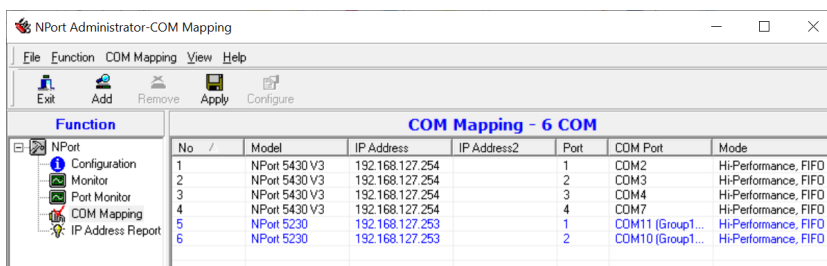 NPort Administrator-COM Mapping
File Function COM Mapping View Help
Exit Add Remove Apply Configure
Function
COM Mapping - 6 COM
NPort
Configuration
Monitor
Port Monitor
COM Mapping
IP Address Report
No Model IP Address IP Address2 Port COM Port Mode
1 NPort 5430 V3 192.168.127.254 1 COM2 Hi-Performance, FIFO
2 NPort 5430 V3 192.168.127.254 2 COM3 Hi-Performance, FIFO
3 NPort 5430 V3 192.168.127.254 3 COM4 Hi-Performance, FIFO
4 NPort 5430 V3 192.168.127.254 4 COM7 Hi-Performance, FIFO
5 NPort 5230 192.168.127.253 1 COM11 (Group1... Hi-Performance, FIFO
6 NPort 5230 192.168.127.253 2 COM10 (Group1... Hi-Performance, FIFO